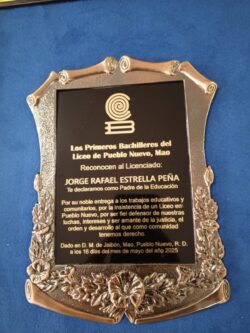 Los Primeros Bachilleres del
Liceo de Pueblo Nuevo, Mao
Reconocen al Licenciado:
JORGE RAFAEL ESTRELLA PEÑA
Te declaramos como Padre de la Educación
Por su noble entrega a los trabajos educativos y
comunitarios, por la insistencia de un Liceo en
Pueblo Nuevo, por ser fiel defensor de nuestras
luchas, intereses y ser amante de la justicia, el
orden y desarrollo al que como comunidad
tenemos derecho.
Dado en D. M. de Jaibón, Mao, Pueblo Nuevo, R. D.
a los 16 días del mes de mayo del año 2025